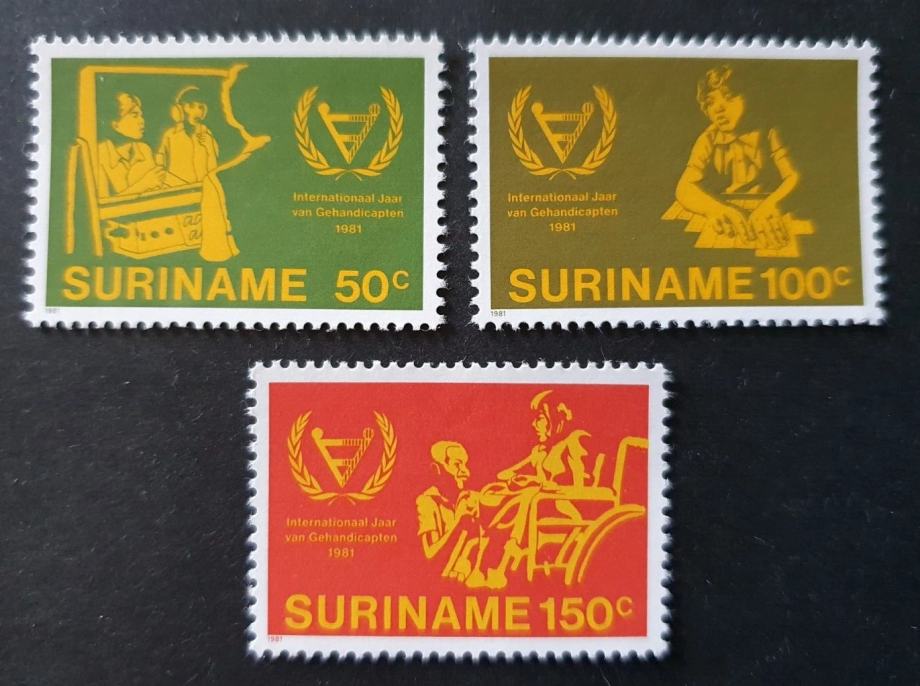 Internationaal Jaar
van Gehandicapten
1981
SURINAME 50c
1981
Internationaal Jaar
van Gehandicapten
1981
SURINAME 100c
1981
Internationaal Jaar
van Gehandicapten
1981
SURINAME 150c
1981